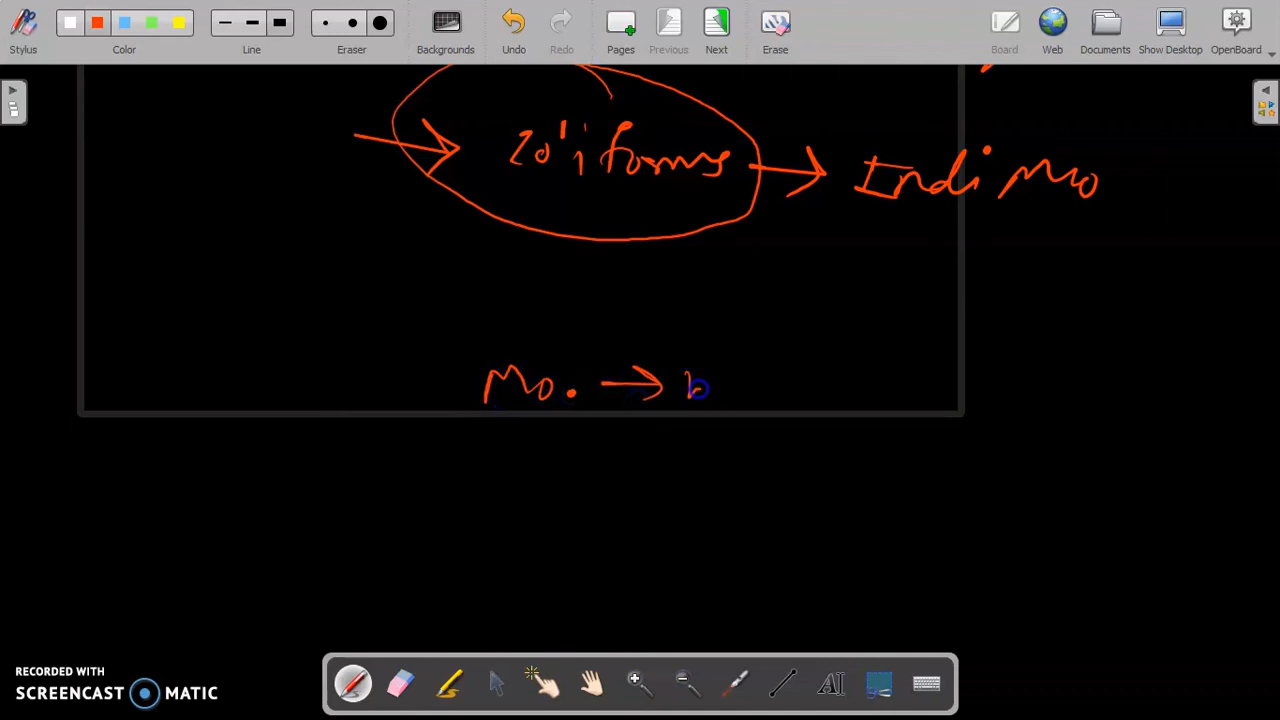 Stylus
Color
Line
Eraser
Backgrounds
Undo
Redo
Pages
Previous
Next
Erase
Board
Web
Documents
Show Desktop
OpenBoard
forms → Indi Mo
Mo. → b
RECORDED WITH
SCREENCAST MATIC
AI